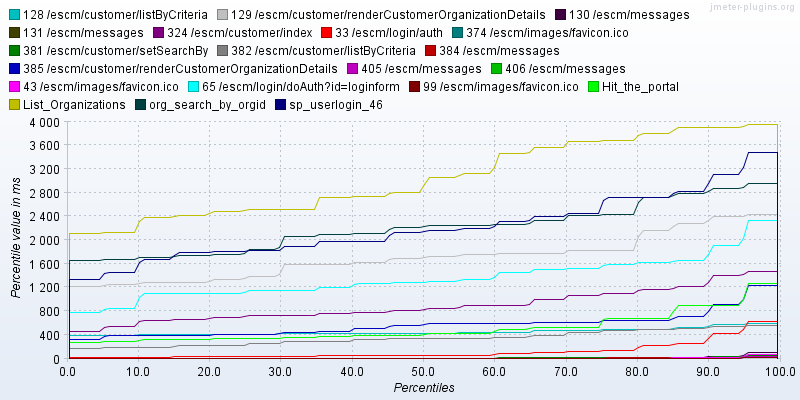 jmeter-plugins.org
128 /escm/customer/listByCriteria 129 /escm/customer/renderCustomerOrganizationDetails 130 /escm/messages
131 /escm/messages 324 /escm/customer/index 33 /escm/login/auth 374 /escm/images/favicon.ico
381 /escm/customer/setSearchBy 382 /escm/customer/listByCriteria 384 /escm/messages
385 /escm/customer/renderCustomerOrganizationDetails 405 /escm/messages 406 /escm/messages
43 /escm/images/favicon.ico 65 /escm/login/doAuth?id=loginform 99 /escm/images/favicon.ico Hit_the_portal
List_Organizations org_search_by_orgid sp_userlogin_46
4 000
3 600
3 200
2 800
2 400
2 000
1 600
1 200
800
400
0
Percentile value in ms
0.0 10.0 20.0 30.0 40.0 50.0 60.0 70.0 80.0 90.0 100.0
Percentiles